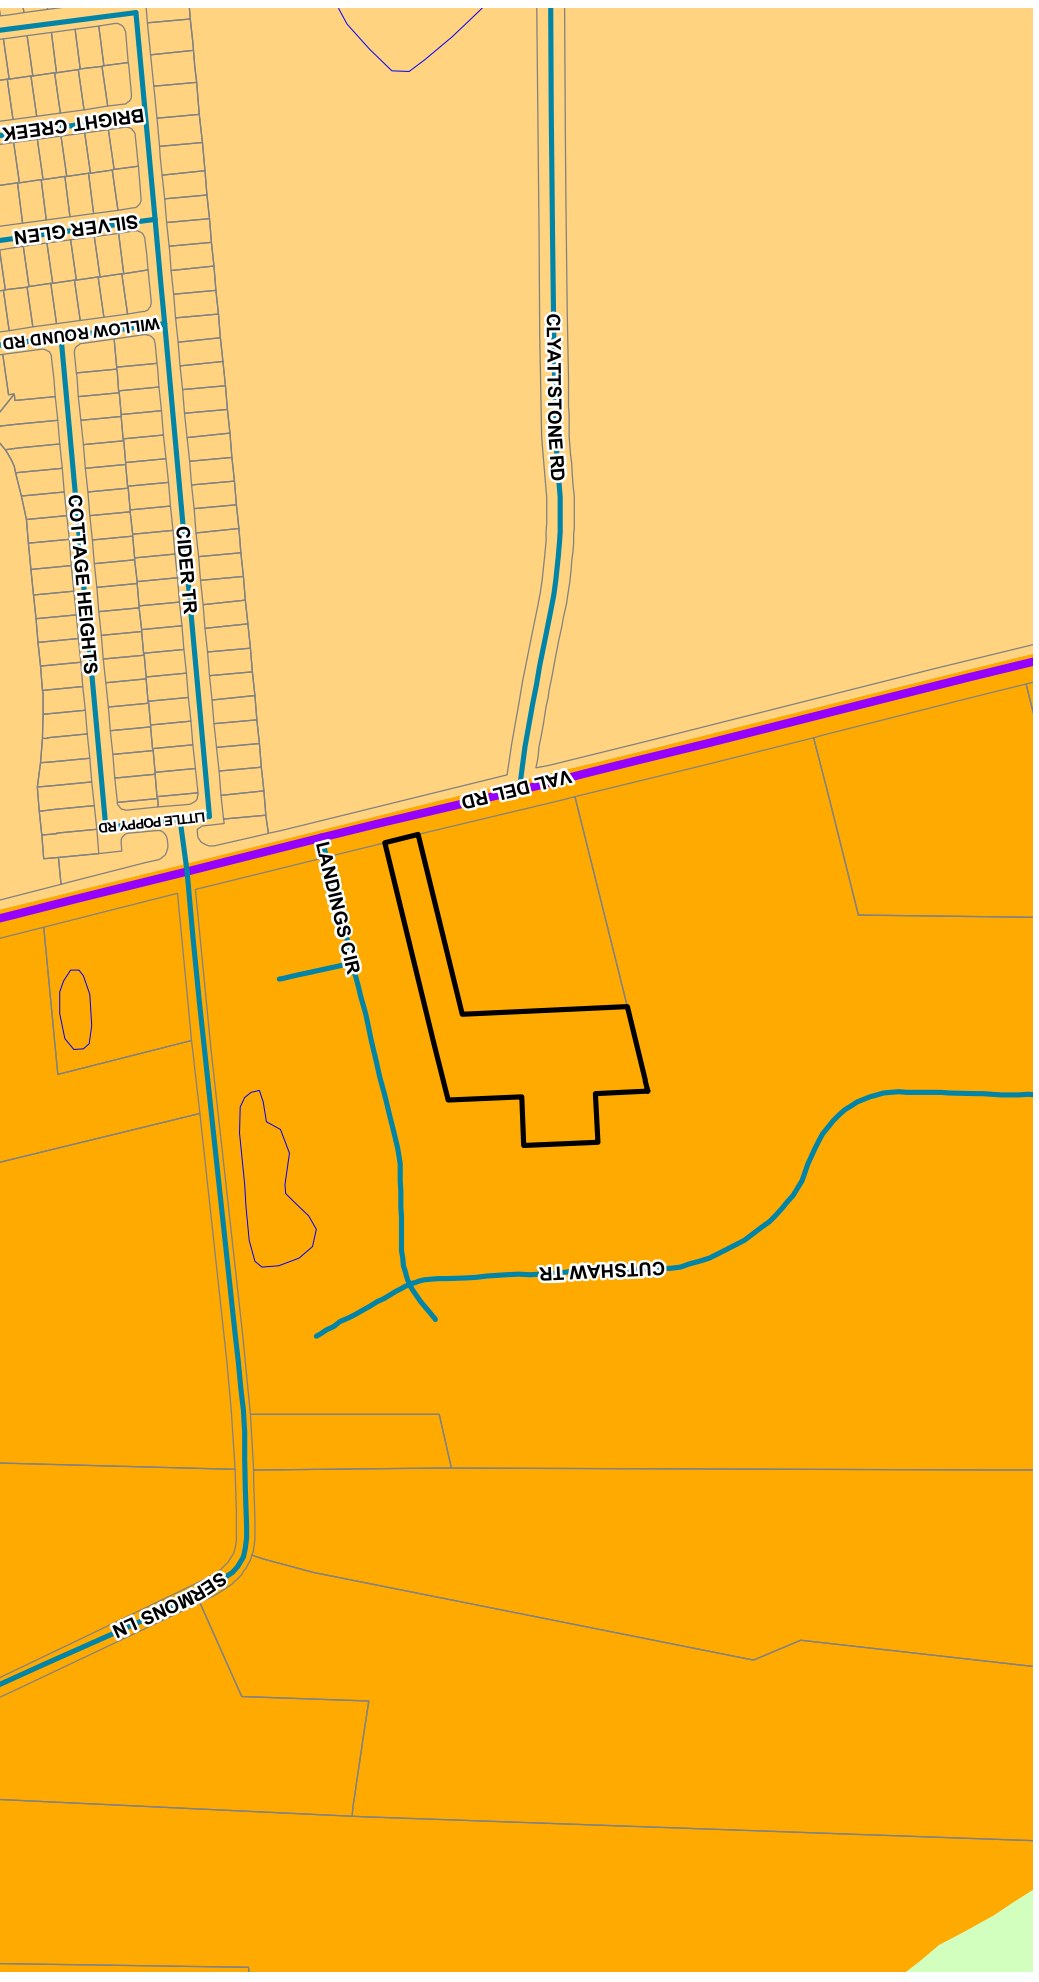 BRIGHT CREEK
SILVER GLEN
WILLOW ROUND RD
CLYATTSTONE RD
COTTAGE HEIGHTS
CIDER TR
VAL DEL RD
LITTLE POPPY RD
LANDINGS CIR
CUTSHAW TR
SERMONS LN